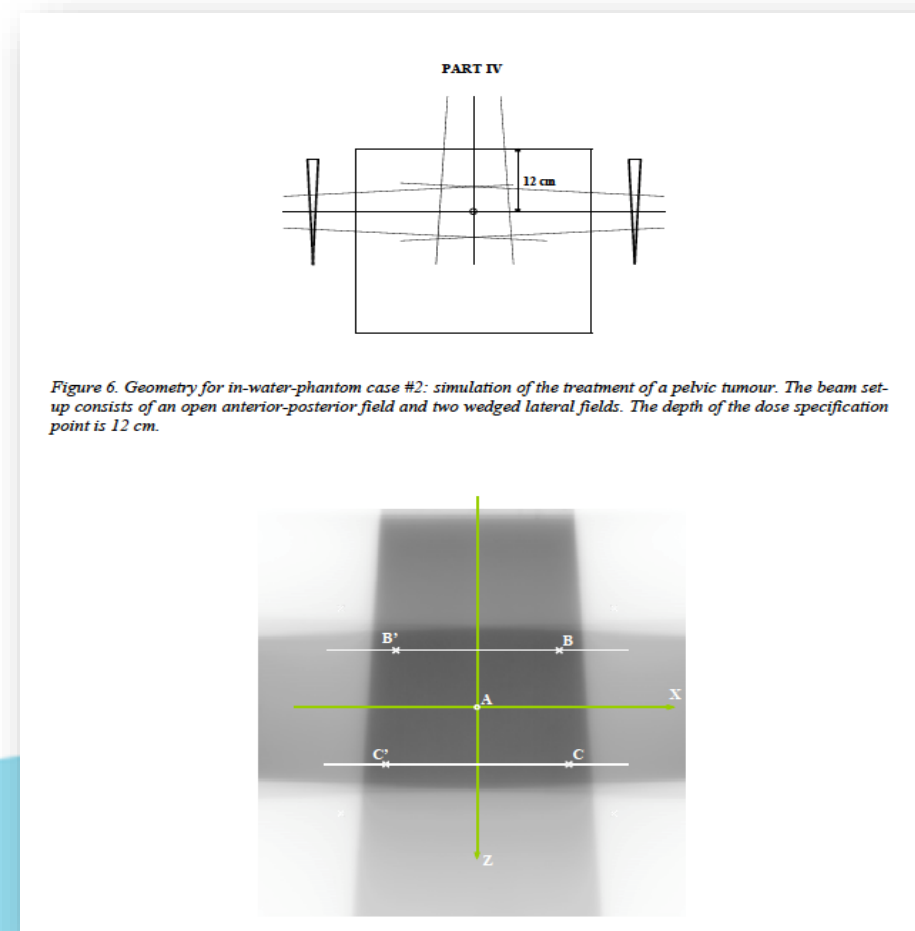 PART IV
12 cm
Figure 6. Geometry for in-water-phantom case #2: simulation of the treatment of a pelvic tumour. The beam set-
up consists of an open anterior-posterior field and two wedged lateral fields. The depth of the dose specification
point is 12 cm.
B' B
A X
C' C
Z